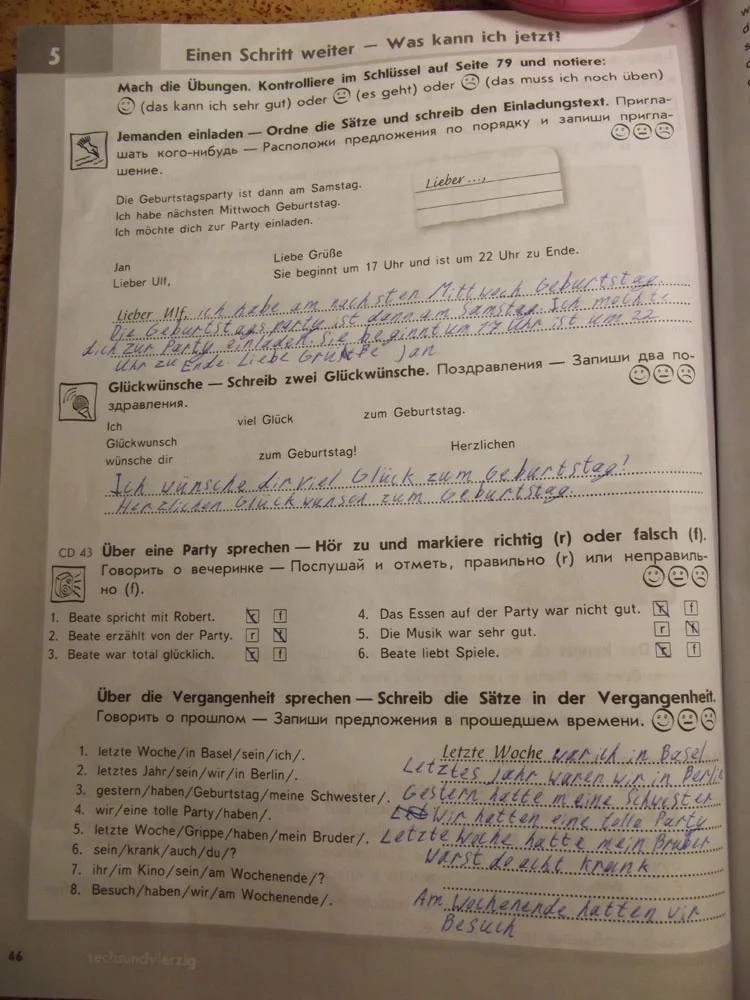 5
Einen Schritt weiter — Was kann ich jetzt?
Mach die Übungen. Kontrolliere im Schlüssel auf Seite 79 und notiere:
(das kann ich sehr gut) oder (es geht) oder (das muss ich noch üben)
Jemanden einladen — Ordne die Sätze und schreib den Einladungstext. Пригла-
шать кого-нибудь — Расположи предложения по порядку и запиши пригла-
шение.
Die Geburtstagsparty ist dann am Samstag.
Ich habe nächsten Mittwoch Geburtstag.
Ich möchte dich zur Party einladen.
Lieber ...,
Jan
Liebe Grüße
Lieber Ulf,
Sie beginnt um 17 Uhr und ist um 22 Uhr zu Ende.
Lieber Ulf, ich habe am nachsten Mittwoch Geburtstag.
Die Geburtstagsparty ist dann am Samstag. Ich mochte
dich zur Party einladen. Sie beginnt um 17 Uhr ist um 22
Uhr zu Ende. Liebe Jan
Glückwünsche — Schreib zwei Glückwünsche. Поздравления — Запиши два по-
здравления.
Ich
viel Glück
zum Geburtstag.
Glückwunsch
wünsche dir
zum Geburtstag!
Herzlichen
Ich wünsche dir viel Glück zum Geburtstag!
Herzlichen zum Geburtstag.
CD 43 Über eine Party sprechen — Hör zu und markiere richtig (r) oder falsch (f).
Говорить о вечеринке — Послушай и отметь, правильно (r) или неправиль-
но (f).
1. Beate spricht mit Robert. r f
2. Beate erzählt von der Party. r f
3. Beate war total glücklich. r f
4. Das Essen auf der Party war nicht gut. r f
5. Die Musik war sehr gut. r f
6. Beate liebt Spiele. r f
Über die Vergangenheit sprechen — Schreib die Sätze in der Vergangenheit.
Говорить о прошлом — Запиши предложения в прошедшем времени.
1. letzte Woche/in Basel/sein/ich/.
2. letztes Jahr/sein/wir/in Berlin/.
3. gestern/haben/Geburtstag/meine Schwester/.
4. wir/eine tolle Party/haben/.
5. letzte Woche/Grippe/haben/mein Bruder/.
6. sein/krank/auch/du/?
7. ihr/im Kino/sein/am Wochenende/?
8. Besuch/haben/wir/am Wochenende/.
Letzte Woche war ich in Basel
Letztes Jahr waren wir in Berlin
Gestern hatte meine Schwester
Wir hatten eine tolle Party
Letzte Woche hatte mein Bruder
Warst krank
Am Wochenende hatten wir
Besuch
46
sechsundvierzig